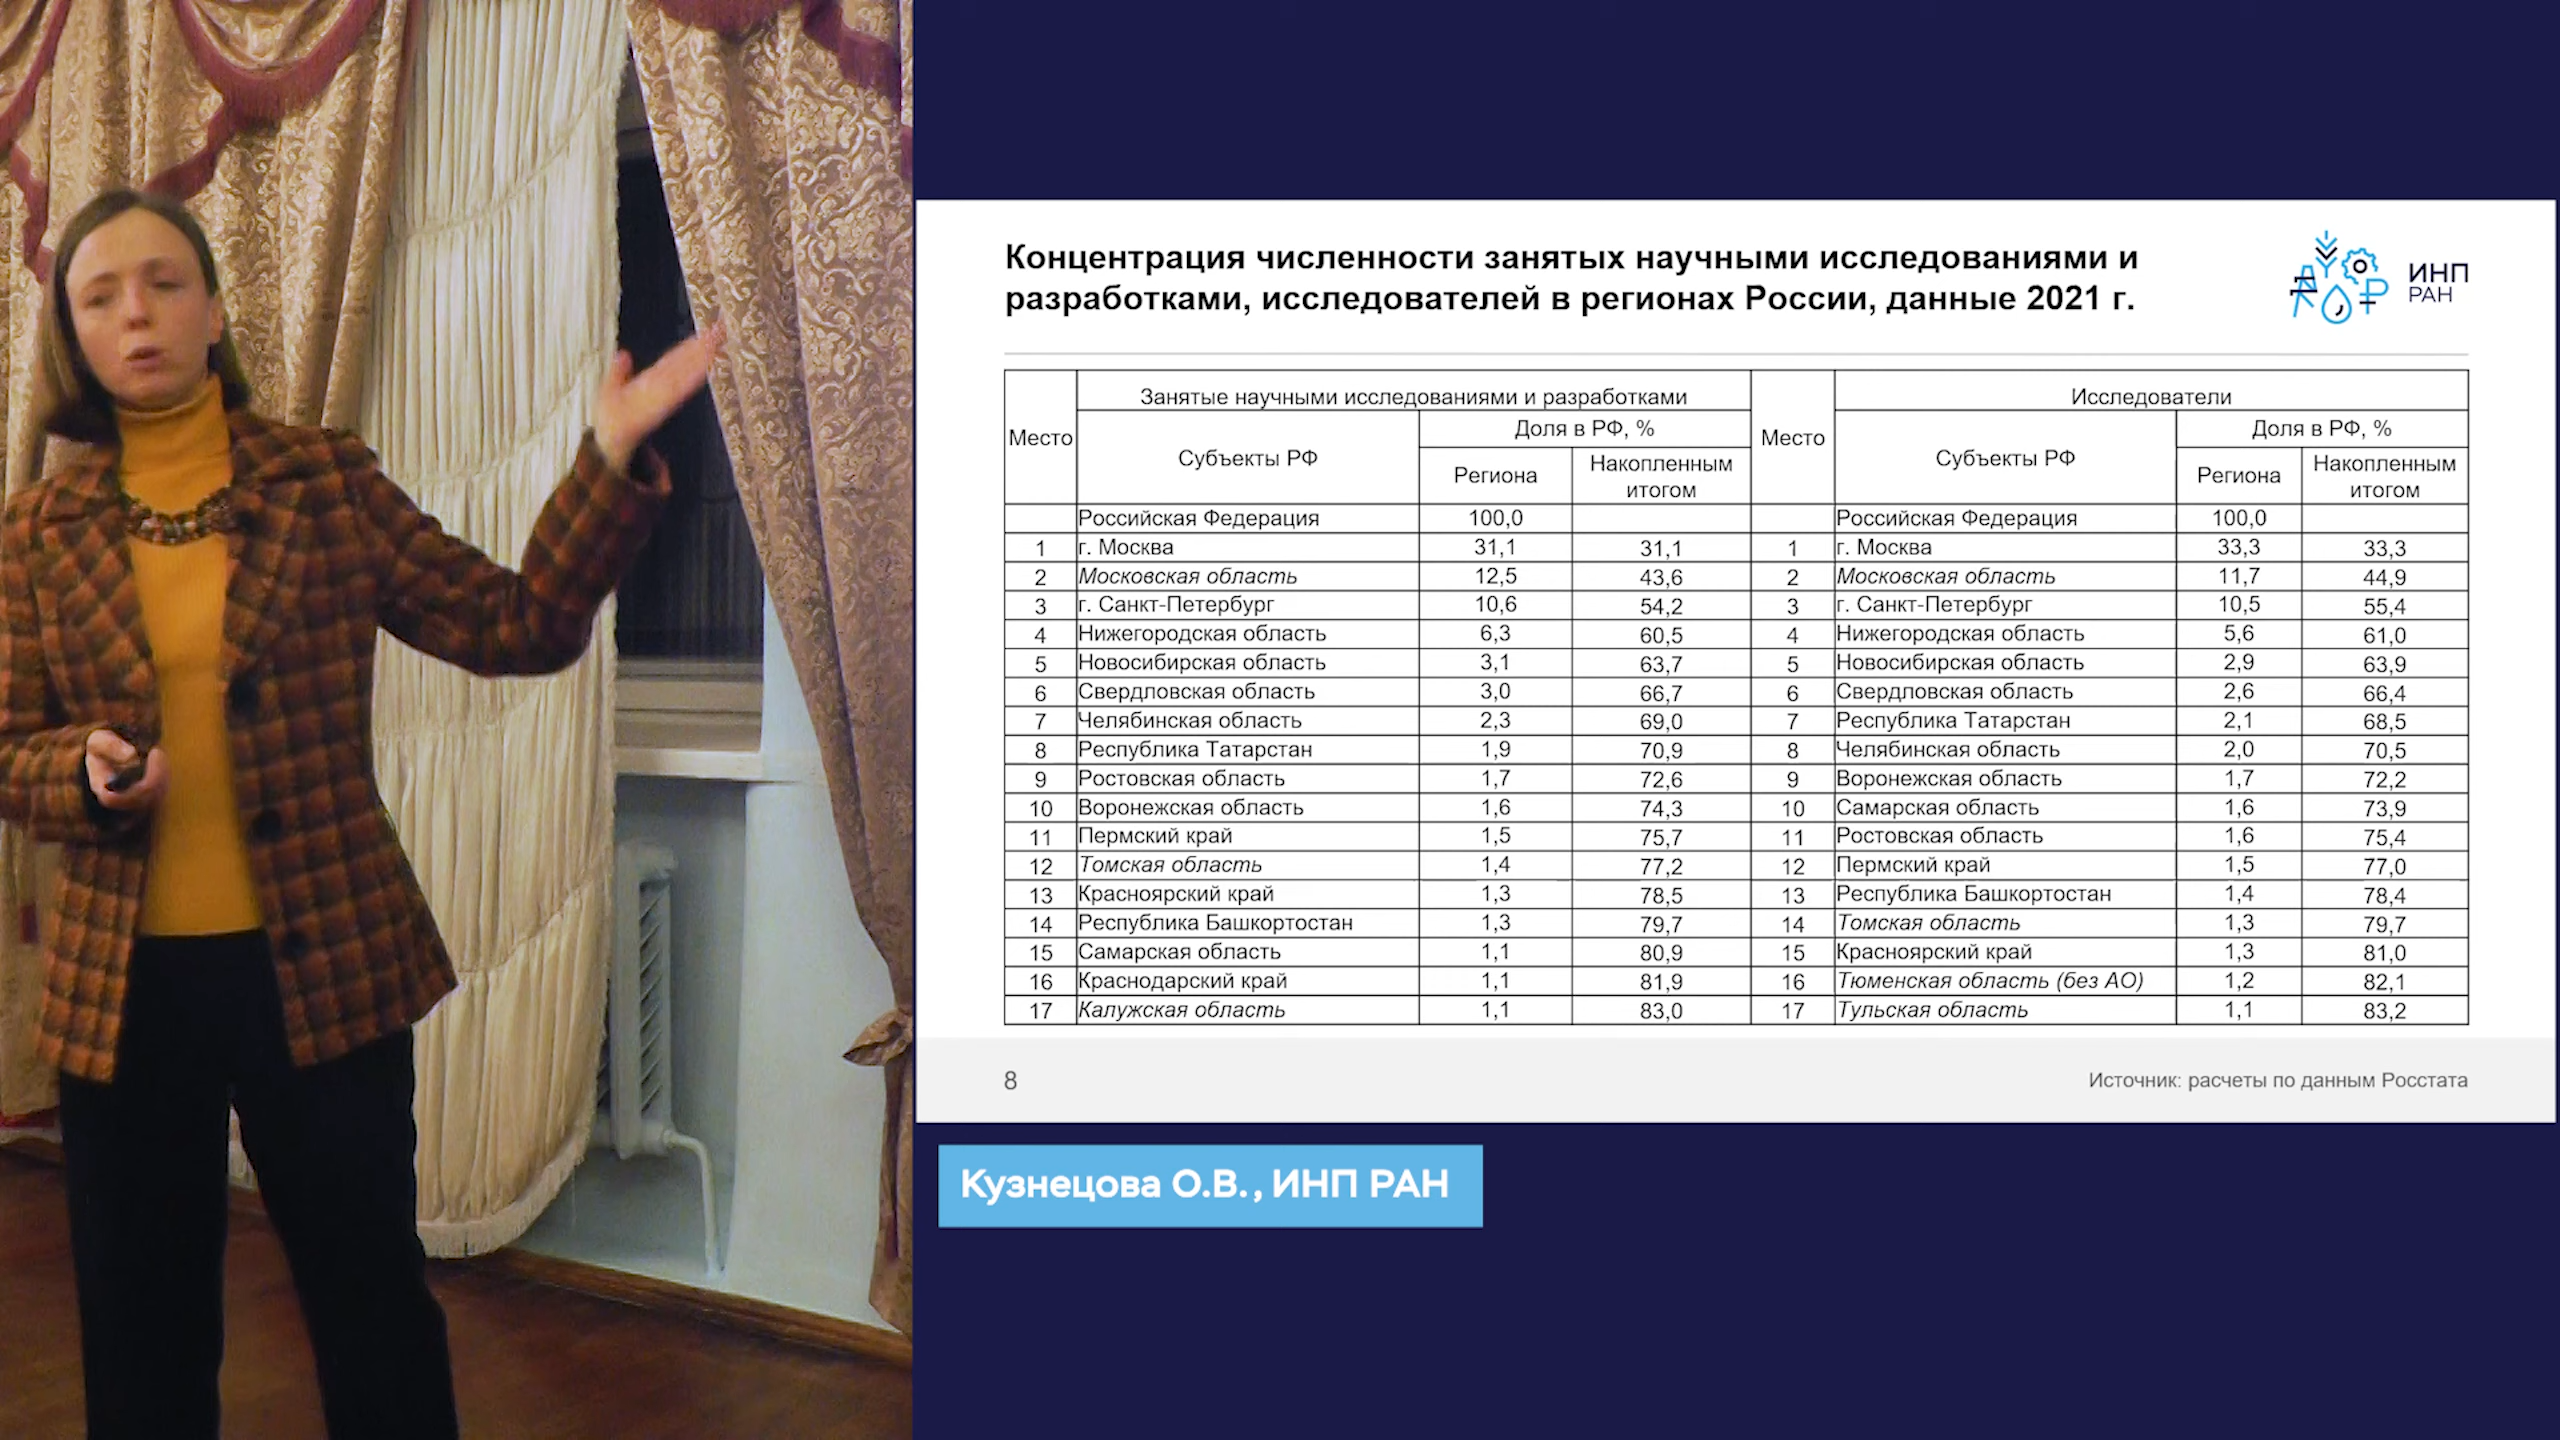 Концентрация численности занятых научными исследованиями и
разработками, исследователей в регионах России, данные 2021 г.
ИНП
РАН
Место Занятые научными исследованиями и разработками Место Исследователи
Субъекты РФ Доля в РФ, % Субъекты РФ Доля в РФ, %
Региона Накопленным итогом Региона Накопленным итогом
Российская Федерация 100,0 Российская Федерация 100,0
1 г. Москва 31,1 31,1 1 г. Москва 33,3 33,3
2 Московская область 12,5 43,6 2 Московская область 11,7 44,9
3 г. Санкт-Петербург 10,6 54,2 3 г. Санкт-Петербург 10,5 55,4
4 Нижегородская область 6,3 60,5 4 Нижегородская область 5,6 61,0
5 Новосибирская область 3,1 63,7 5 Новосибирская область 2,9 63,9
6 Свердловская область 3,0 66,7 6 Свердловская область 2,6 66,4
7 Челябинская область 2,3 69,0 7 Республика Татарстан 2,1 68,5
8 Республика Татарстан 1,9 70,9 8 Челябинская область 2,0 70,5
9 Ростовская область 1,7 72,6 9 Воронежская область 1,7 72,2
10 Воронежская область 1,6 74,3 10 Самарская область 1,6 73,9
11 Пермский край 1,5 75,7 11 Ростовская область 1,6 75,4
12 Томская область 1,4 77,2 12 Пермский край 1,5 77,0
13 Красноярский край 1,3 78,5 13 Республика Башкортостан 1,4 78,4
14 Республика Башкортостан 1,3 79,7 14 Томская область 1,3 79,7
15 Самарская область 1,1 80,9 15 Красноярский край 1,3 81,0
16 Краснодарский край 1,1 81,9 16 Тюменская область (без АО) 1,2 82,1
17 Калужская область 1,1 83,0 17 Тульская область 1,1 83,2
8
Источник: расчеты по данным Росстата
Кузнецова О.В., ИНП РАН